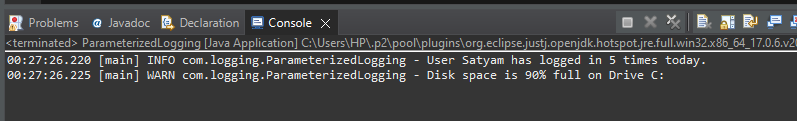 Problems Javadoc Declaration Console
<terminated> ParameterizedLogging [Java Application] C:\Users\HP\.p2\pool\plugins\org.eclipse.justj.openjdk.hotspot.jre.full.win32.x86_64_17.0.6.v20
00:27:26.220 [main] INFO com.logging.ParameterizedLogging - User Satyam has logged in 5 times today.
00:27:26.225 [main] WARN com.logging.ParameterizedLogging - Disk space is 90% full on Drive C: